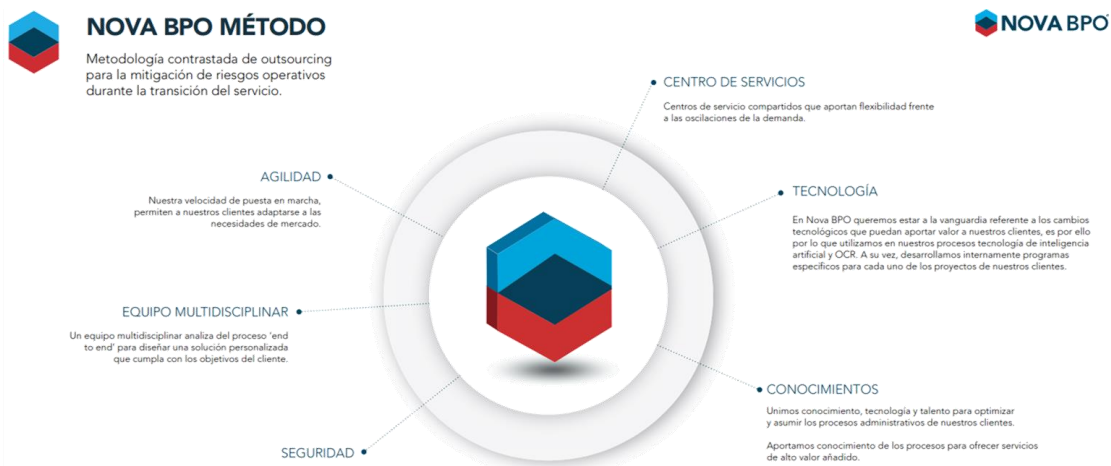 NOVA BPO MÉTODO
Metodología contrastada de outsourcing
para la mitigación de riesgos operativos
durante la transición del servicio.
NOVA BPO
CENTRO DE SERVICIOS
Centros de servicio compartidos que aportan flexibilidad frente
a las oscilaciones de la demanda.
AGILIDAD
Nuestra velocidad de puesta en marcha,
permiten a nuestros clientes adaptarse a las
necesidades de mercado.
TECNOLOGÍA
En Nova BPO queremos estar a la vanguardia referente a los cambios
tecnológicos que puedan aportar valor a nuestros clientes, es por ello
por lo que utilizamos en nuestros procesos tecnología de inteligencia
artificial y OCR. A su vez, desarrollamos internamente programas
específicos para cada uno de los proyectos de nuestros clientes.
EQUIPO MULTIDISCIPLINAR
Un equipo multidisciplinar analiza del proceso 'end
to end' para diseñar una solución personalizada
que cumpla con los objetivos del cliente.
CONOCIMIENTOS
Unimos conocimiento, tecnología y talento para optimizar
y asumir los procesos administrativos de nuestros clientes.
Aportamos conocimiento de los procesos para ofrecer servicios
de alto valor añadido.
SEGURIDAD